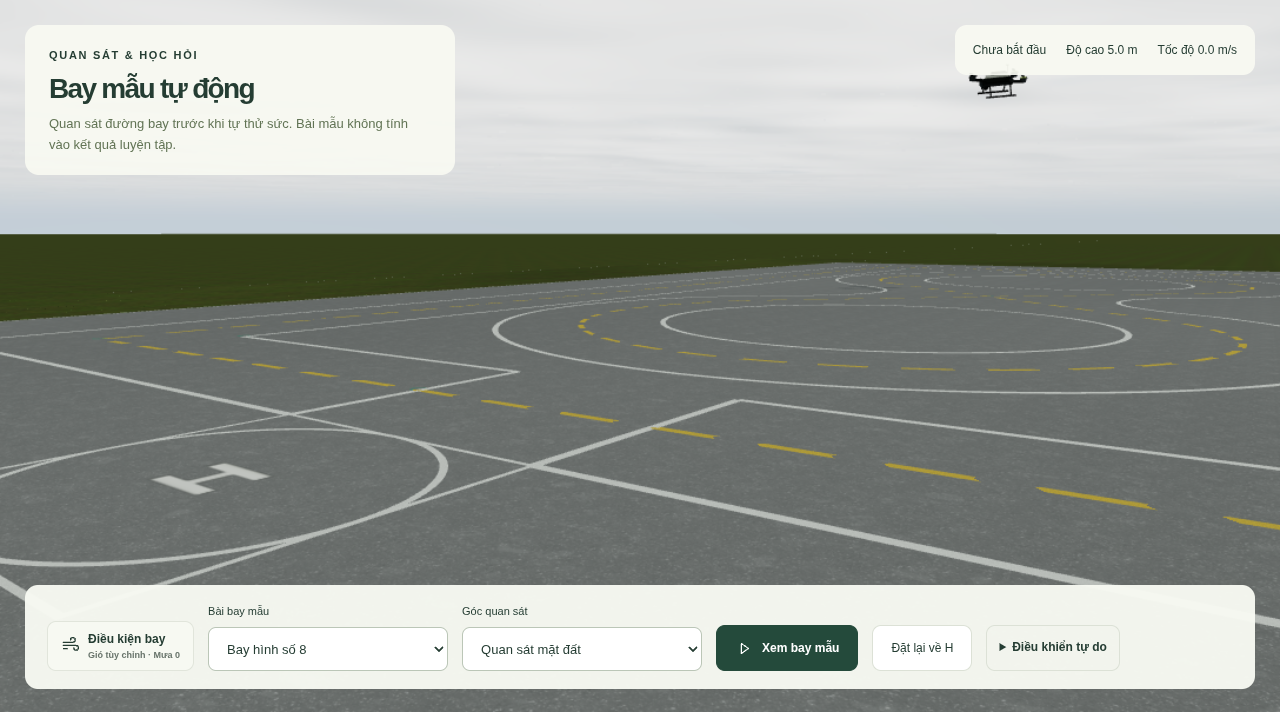 QUAN SÁT & HỌC HỎI
Bay mẫu tự động
Quan sát đường bay trước khi tự thử sức. Bài mẫu không tính
vào kết quả luyện tập.
Chưa bắt đầu Độ cao 5.0 m Tốc độ 0.0 m/s
H
Điều kiện bay
Gió tùy chỉnh · Mưa 0
Bài bay mẫu
Bay hình số 8
Góc quan sát
Quan sát mặt đất
Xem bay mẫu
Đặt lại về H
Điều khiển tự do